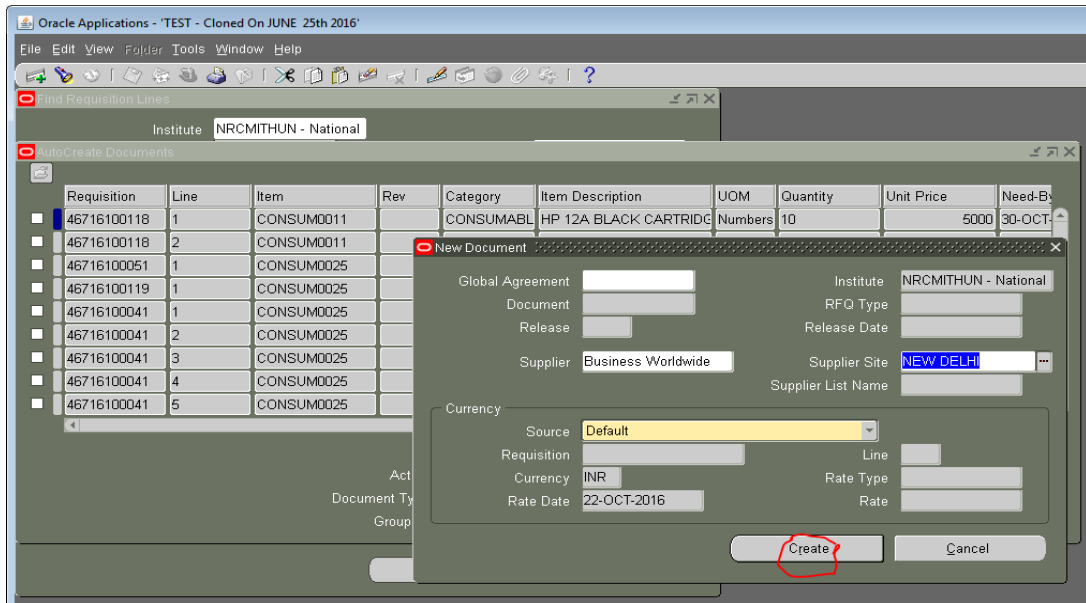 Oracle Applications - 'TEST - Cloned On JUNE 25th 2016'
File Edit View Folder Tools Window Help
Find Requisition Lines
Institute NRCMITHUN - National
AutoCreate Documents
Requisition Line Item Rev Category Item Description UOM Quantity Unit Price Need-By
46716100118 1 CONSUM0011 CONSUMABL HP 12A BLACK CARTRIDG Numbers 10 5000 30-OCT-
46716100118 2 CONSUM0011
46716100051 1 CONSUM0025
46716100119 1 CONSUM0025
46716100041 1 CONSUM0025
46716100041 2 CONSUM0025
46716100041 3 CONSUM0025
46716100041 4 CONSUM0025
46716100041 5 CONSUM0025
Act
Document Ty
Group
New Document
Global Agreement Institute NRCMITHUN - National
Document RFQ Type
Release Release Date
Supplier Business Worldwide Supplier Site NEW DELHI
Supplier List Name
Currency
Source Default
Requisition Line
Currency INR Rate Type
Rate Date 22-OCT-2016 Rate
Create Cancel